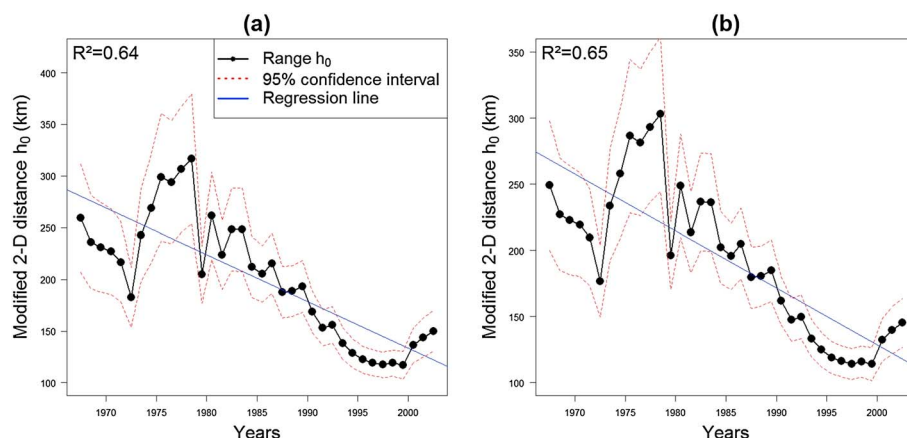 (a)
R²=0.64
Range h₀
95% confidence interval
Regression line
Modified 2-D distance h₀ (km)
400
350
300
250
200
150
100
1970 1975 1980 1985 1990 1995 2000
Years
(b)
R²=0.65
Modified 2-D distance h₀ (km)
350
300
250
200
150
100
1970 1975 1980 1985 1990 1995 2000
Years